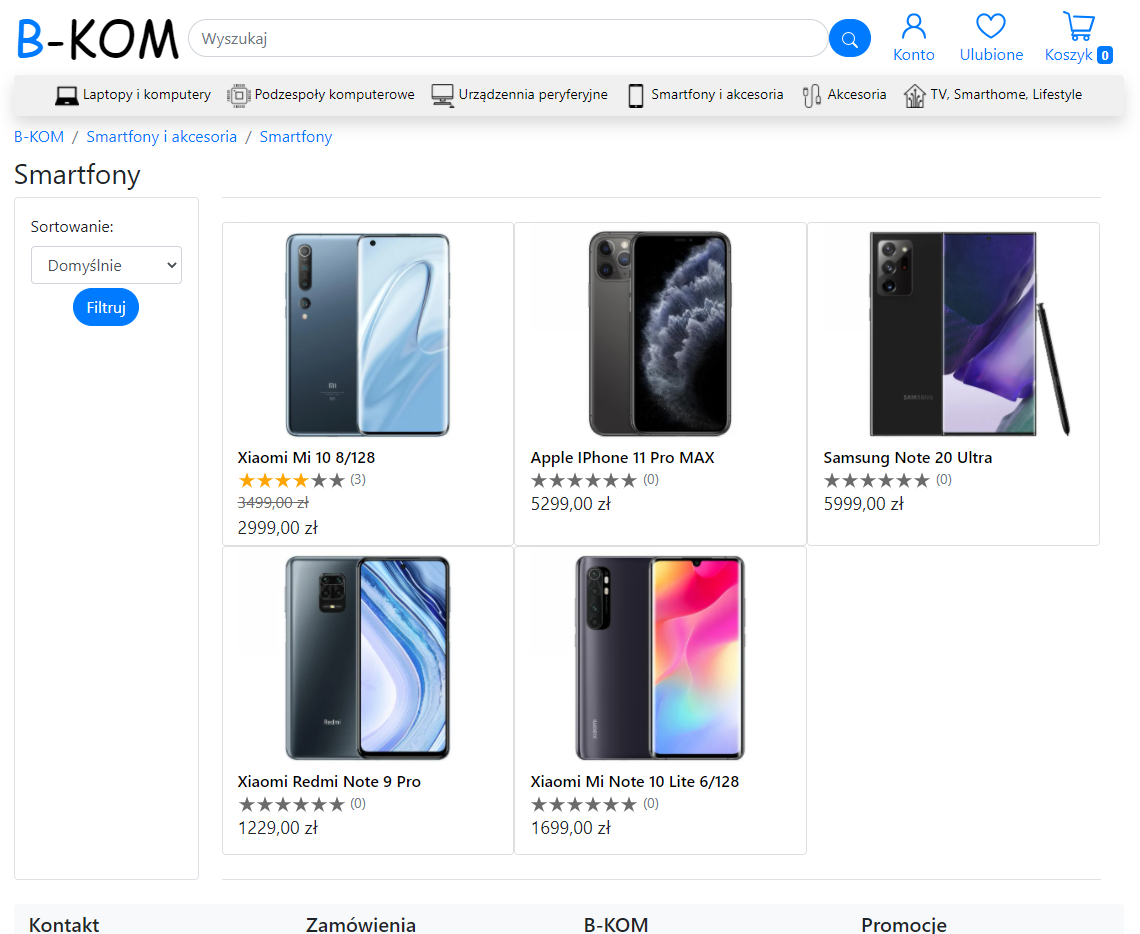 B-KOM
Wyszukaj
Konto
Ulubione
Koszyk 0
Laptopy i komputery
Podzespoły komputerowe
Urządzennia peryferyjne
Smartfony i akcesoria
Akcesoria
TV, Smarthome, Lifestyle
B-KOM / Smartfony i akcesoria / Smartfony
Smartfony
Sortowanie:
Domyślnie
Filtruj
Xiaomi Mi 10 8/128
(3)
3499,00 zł
2999,00 zł
Apple IPhone 11 Pro MAX
(0)
5299,00 zł
SAMSUNG
Samsung Note 20 Ultra
(0)
5999,00 zł
Redmi
Xiaomi Redmi Note 9 Pro
(0)
1229,00 zł
xiaomi
Xiaomi Mi Note 10 Lite 6/128
(0)
1699,00 zł
Kontakt
Zamówienia
B-KOM
Promocje